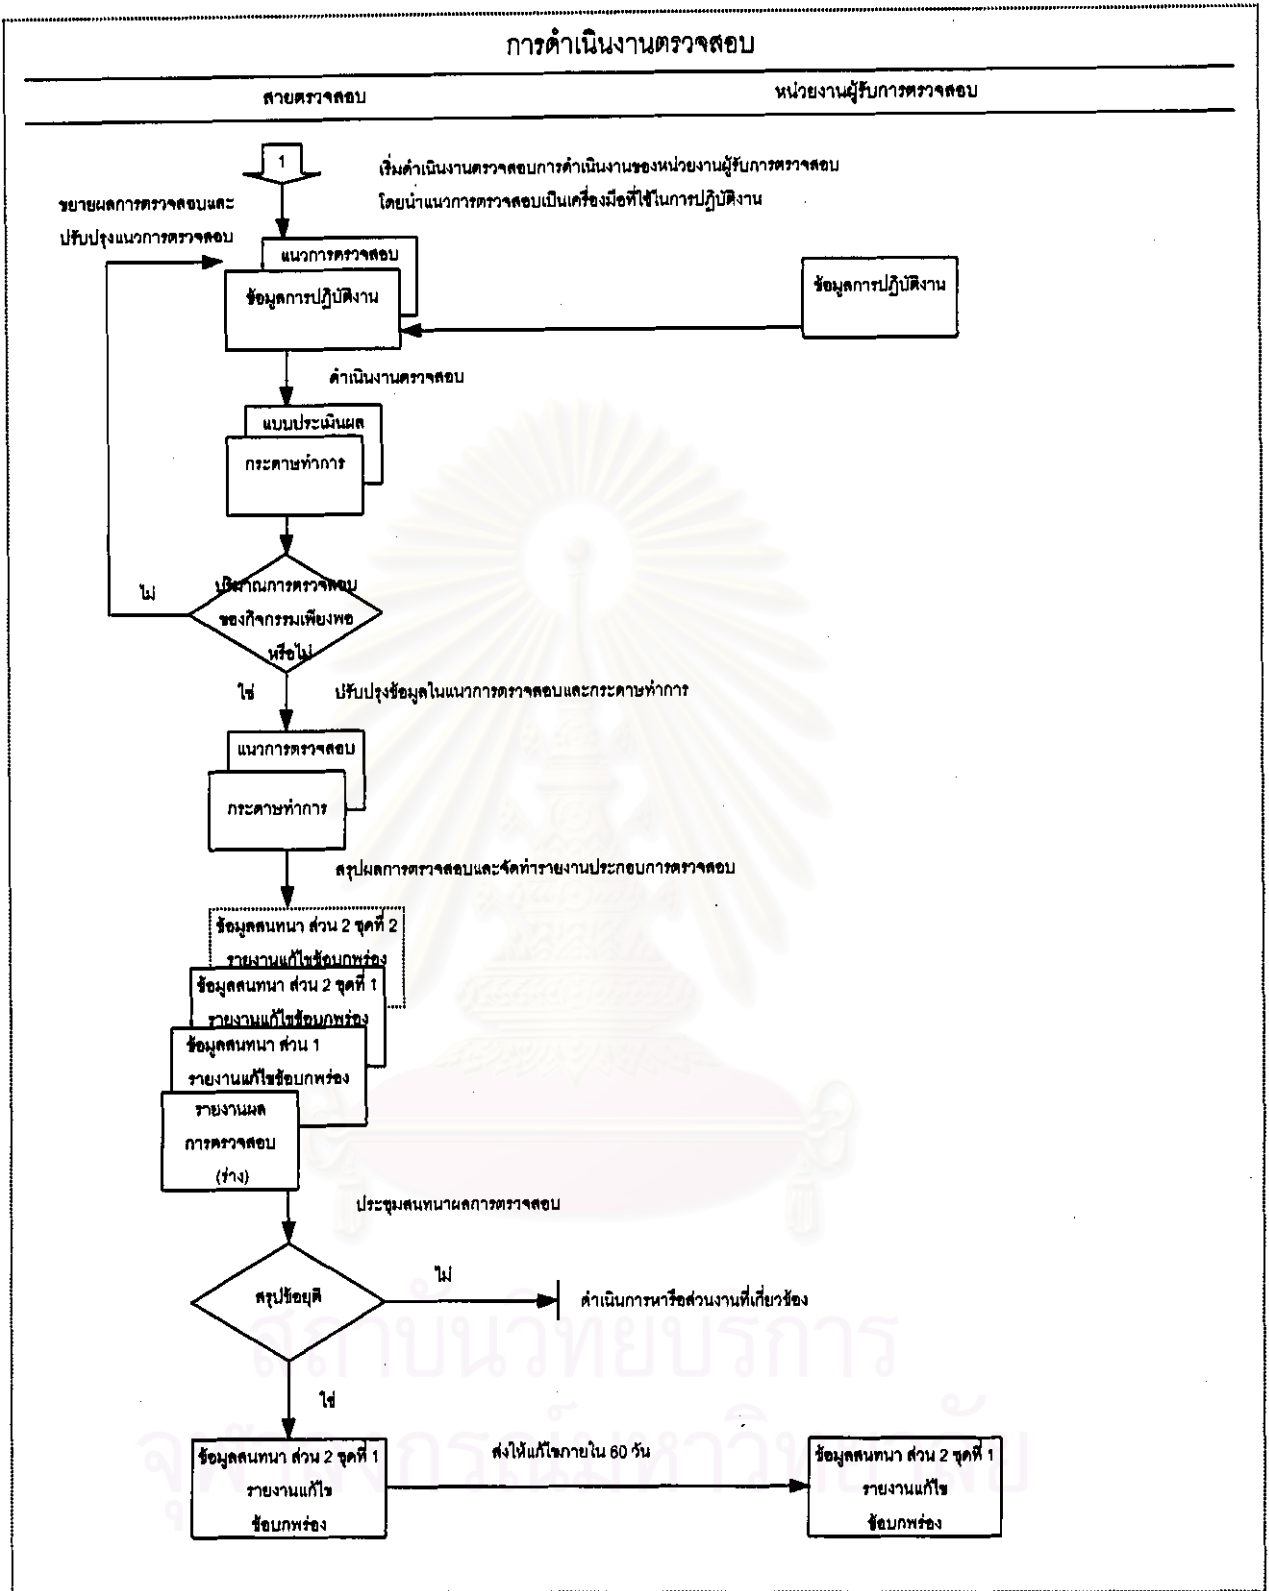 การดำเนินงานตรวจสอบ
สายตรวจสอบ
หน่วยงานผู้รับการตรวจสอบ
1
เริ่มดำเนินงานตรวจสอบการดำเนินงานของหน่วยงานผู้รับการตรวจสอบ
โดยนำแนวการตรวจสอบเป็นเครื่องมือที่ใช้ในการปฏิบัติงาน
ขยายผลการตรวจสอบและ
ปรับปรุงแนวการตรวจสอบ
แนวการตรวจสอบ
ข้อมูลการปฏิบัติงาน
ข้อมูลการปฏิบัติงาน
ดำเนินงานตรวจสอบ
แบบประเมินผล
กระดาษทำการ
ไม่
ปริมาณการตรวจสอบ
ของกิจกรรมเพียงพอ
หรือไม่
ใช่
ปรับปรุงข้อมูลในแนวการตรวจสอบและกระดาษทำการ
แนวการตรวจสอบ
กระดาษทำการ
สรุปผลการตรวจสอบและจัดทำรายงานประกอบการตรวจสอบ
ข้อมูลสนทนา ส่วน 2 ชุดที่ 2
รายงานแก้ไขข้อบกพร่อง
ข้อมูลสนทนา ส่วน 2 ชุดที่ 1
รายงานแก้ไขข้อบกพร่อง
ข้อมูลสนทนา ส่วน 1
รายงานแก้ไขข้อบกพร่อง
รายงานผล
การตรวจสอบ
(ร่าง)
ประชุมสนทนาผลการตรวจสอบ
สรุปข้อยุติ
ไม่
ดำเนินการหารือส่วนงานที่เกี่ยวข้อง
สถาบันวิทยบริการ
ใช่
จุฬาลงกรณ์มหาวิทยาลัย
ข้อมูลสนทนา ส่วน 2 ชุดที่ 1
รายงานแก้ไข
ข้อบกพร่อง
ส่งให้แก้ไขภายใน 60 วัน
ข้อมูลสนทนา ส่วน 2 ชุดที่ 1
รายงานแก้ไข
ข้อบกพร่อง